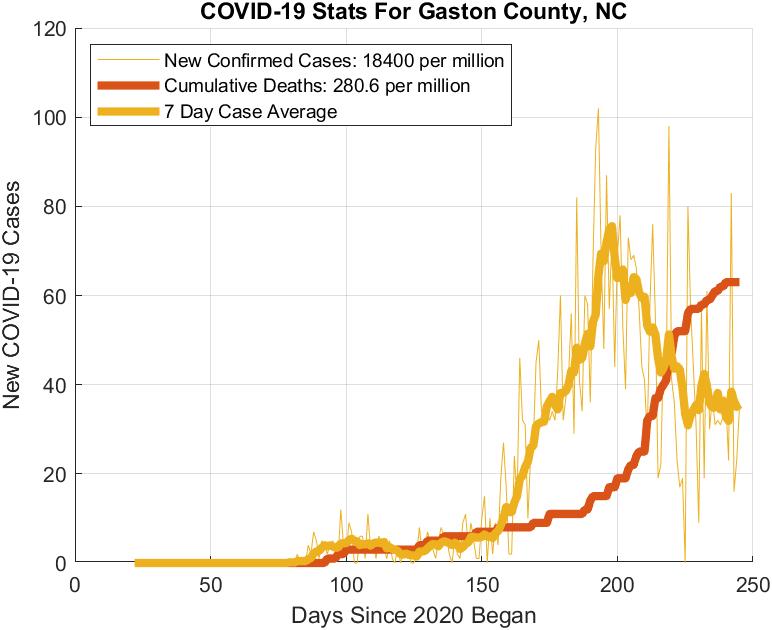 COVID-19 Stats For Gaston County, NC
New Confirmed Cases: 18400 per million
Cumulative Deaths: 280.6 per million
7 Day Case Average
120
100
80
60
40
20
0
New COVID-19 Cases
0 50 100 150 200 250
Days Since 2020 Began